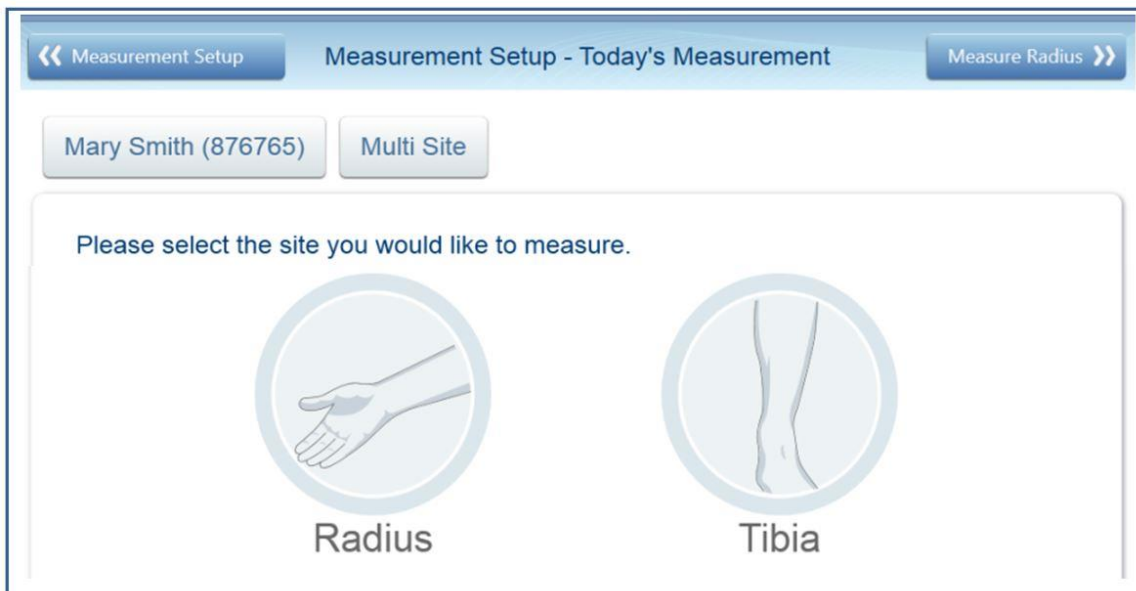 Measurement Setup
Measurement Setup - Today's Measurement
Measure Radius
Mary Smith (876765)
Multi Site
Please select the site you would like to measure.
Radius
Tibia